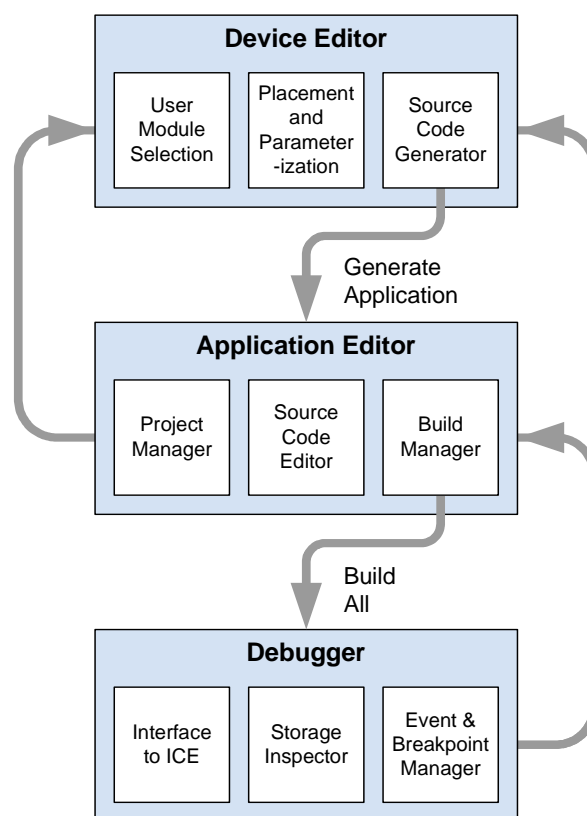 Device Editor
User
Module
Selection
Placement
and
Parameter
-ization
Source
Code
Generator
Generate
Application
Application Editor
Project
Manager
Source
Code
Editor
Build
Manager
Build
All
Debugger
Interface
to ICE
Storage
Inspector
Event &
Breakpoint
Manager